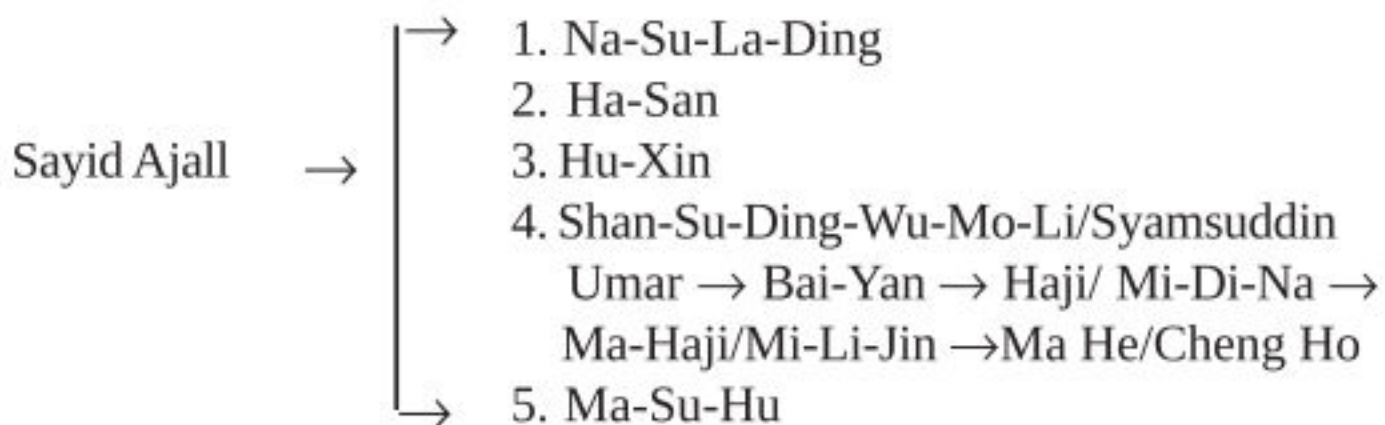 1. Na-Su-La-Ding
2. Ha-San
Sayid Ajall → 3. Hu-Xin
4. Shan-Su-Ding-Wu-Mo-Li/Syamsuddin
Umar → Bai-Yan → Haji/ Mi-Di-Na →
Ma-Haji/Mi-Li-Jin →Ma He/Cheng Ho
5. Ma-Su-Hu